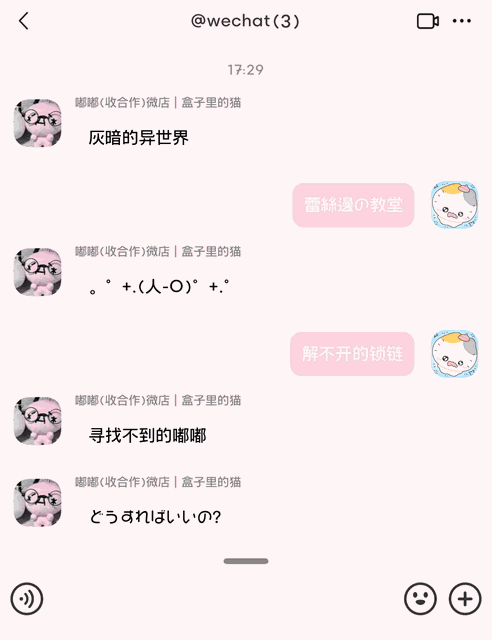 @wechat(3)
17:29
嘟嘟(收合作)微店 | 盒子里的猫
灰暗的异世界
蕾絲邊の教堂
嘟嘟(收合作)微店 | 盒子里的猫
。゜+.(人-O)゜+.゜
解不开的锁链
嘟嘟(收合作)微店 | 盒子里的猫
寻找不到的嘟嘟
嘟嘟(收合作)微店 | 盒子里的猫
どうすればいいの?